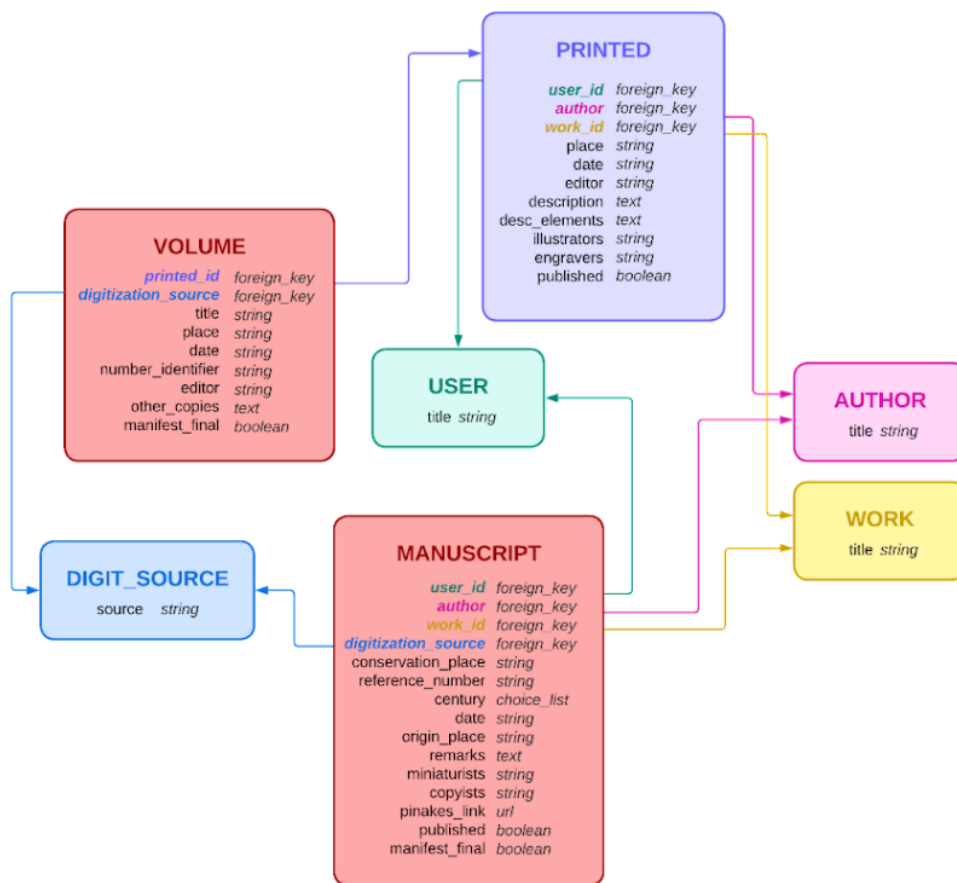 PRINTED
user_id foreign_key
author foreign_key
work_id foreign_key
place string
date string
editor string
description text
desc_elements text
illustrators string
engravers string
published boolean
VOLUME
printed_id foreign_key
digitization_source foreign_key
title string
place string
date string
number_identifier string
editor string
other_copies text
manifest_final boolean
USER
title string
AUTHOR
title string
WORK
title string
DIGIT_SOURCE
source string
MANUSCRIPT
user_id foreign_key
author foreign_key
work_id foreign_key
digitization_source foreign_key
conservation_place string
reference_number string
century choice_list
date string
origin_place string
remarks text
miniaturists string
copyists string
pinakes_link url
published boolean
manifest_final boolean